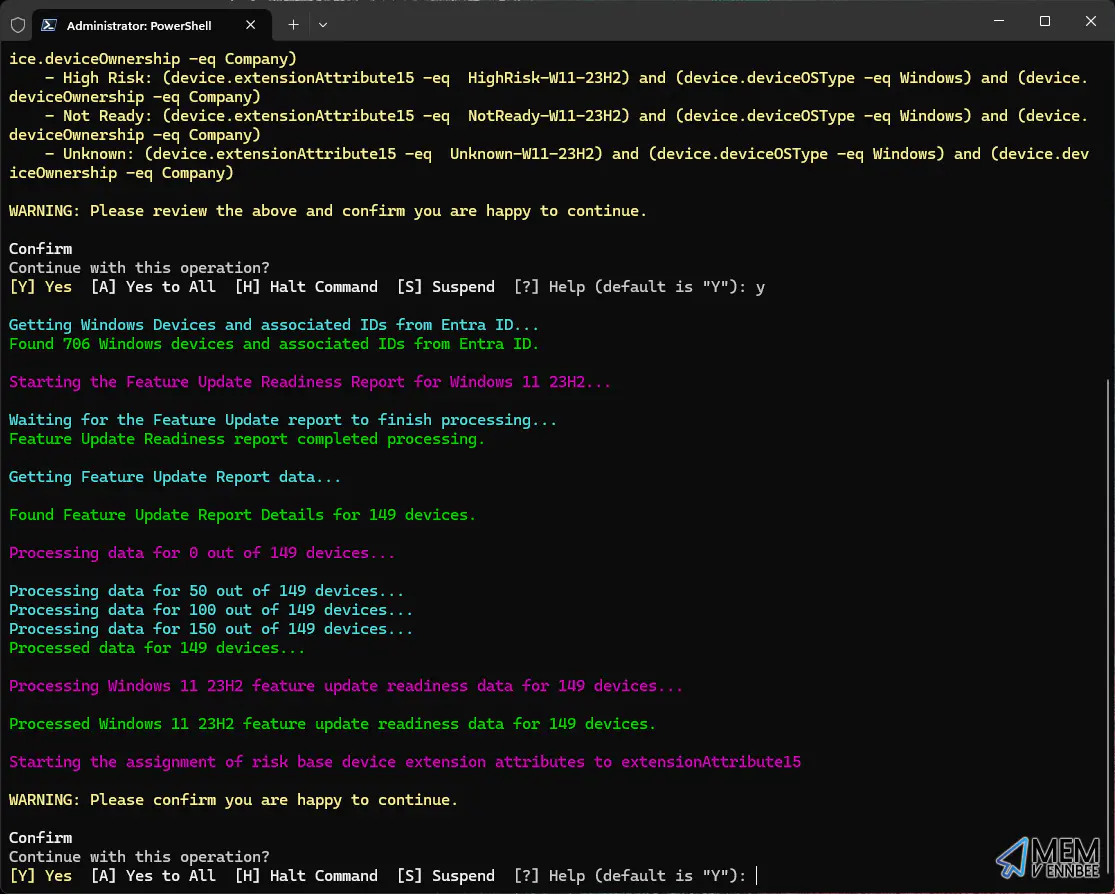 Administrator: PowerShell
ice.deviceOwnership -eq Company)
    - High Risk: (device.extensionAttribute15 -eq  HighRisk-W11-23H2) and (device.deviceOSType -eq Windows) and (device.
deviceOwnership -eq Company)
    - Not Ready: (device.extensionAttribute15 -eq  NotReady-W11-23H2) and (device.deviceOSType -eq Windows) and (device.
deviceOwnership -eq Company)
    - Unknown: (device.extensionAttribute15 -eq  Unknown-W11-23H2) and (device.deviceOSType -eq Windows) and (device.dev
iceOwnership -eq Company)
WARNING: Please review the above and confirm you are happy to continue.
Confirm
Continue with this operation?
[Y] Yes  [A] Yes to All  [H] Halt Command  [S] Suspend  [?] Help (default is "Y"): y
Getting Windows Devices and associated IDs from Entra ID...
Found 706 Windows devices and associated IDs from Entra ID.
Starting the Feature Update Readiness Report for Windows 11 23H2...
Waiting for the Feature Update report to finish processing...
Feature Update Readiness report completed processing.
Getting Feature Update Report data...
Found Feature Update Report Details for 149 devices.
Processing data for 0 out of 149 devices...
Processing data for 50 out of 149 devices...
Processing data for 100 out of 149 devices...
Processing data for 150 out of 149 devices...
Processed data for 149 devices...
Processing Windows 11 23H2 feature update readiness data for 149 devices...
Processed Windows 11 23H2 feature update readiness data for 149 devices.
Starting the assignment of risk base device extension attributes to extensionAttribute15
WARNING: Please confirm you are happy to continue.
Confirm
Continue with this operation?
[Y] Yes  [A] Yes to All  [H] Halt Command  [S] Suspend  [?] Help (default is "Y"):
MEM
V ENNBEE